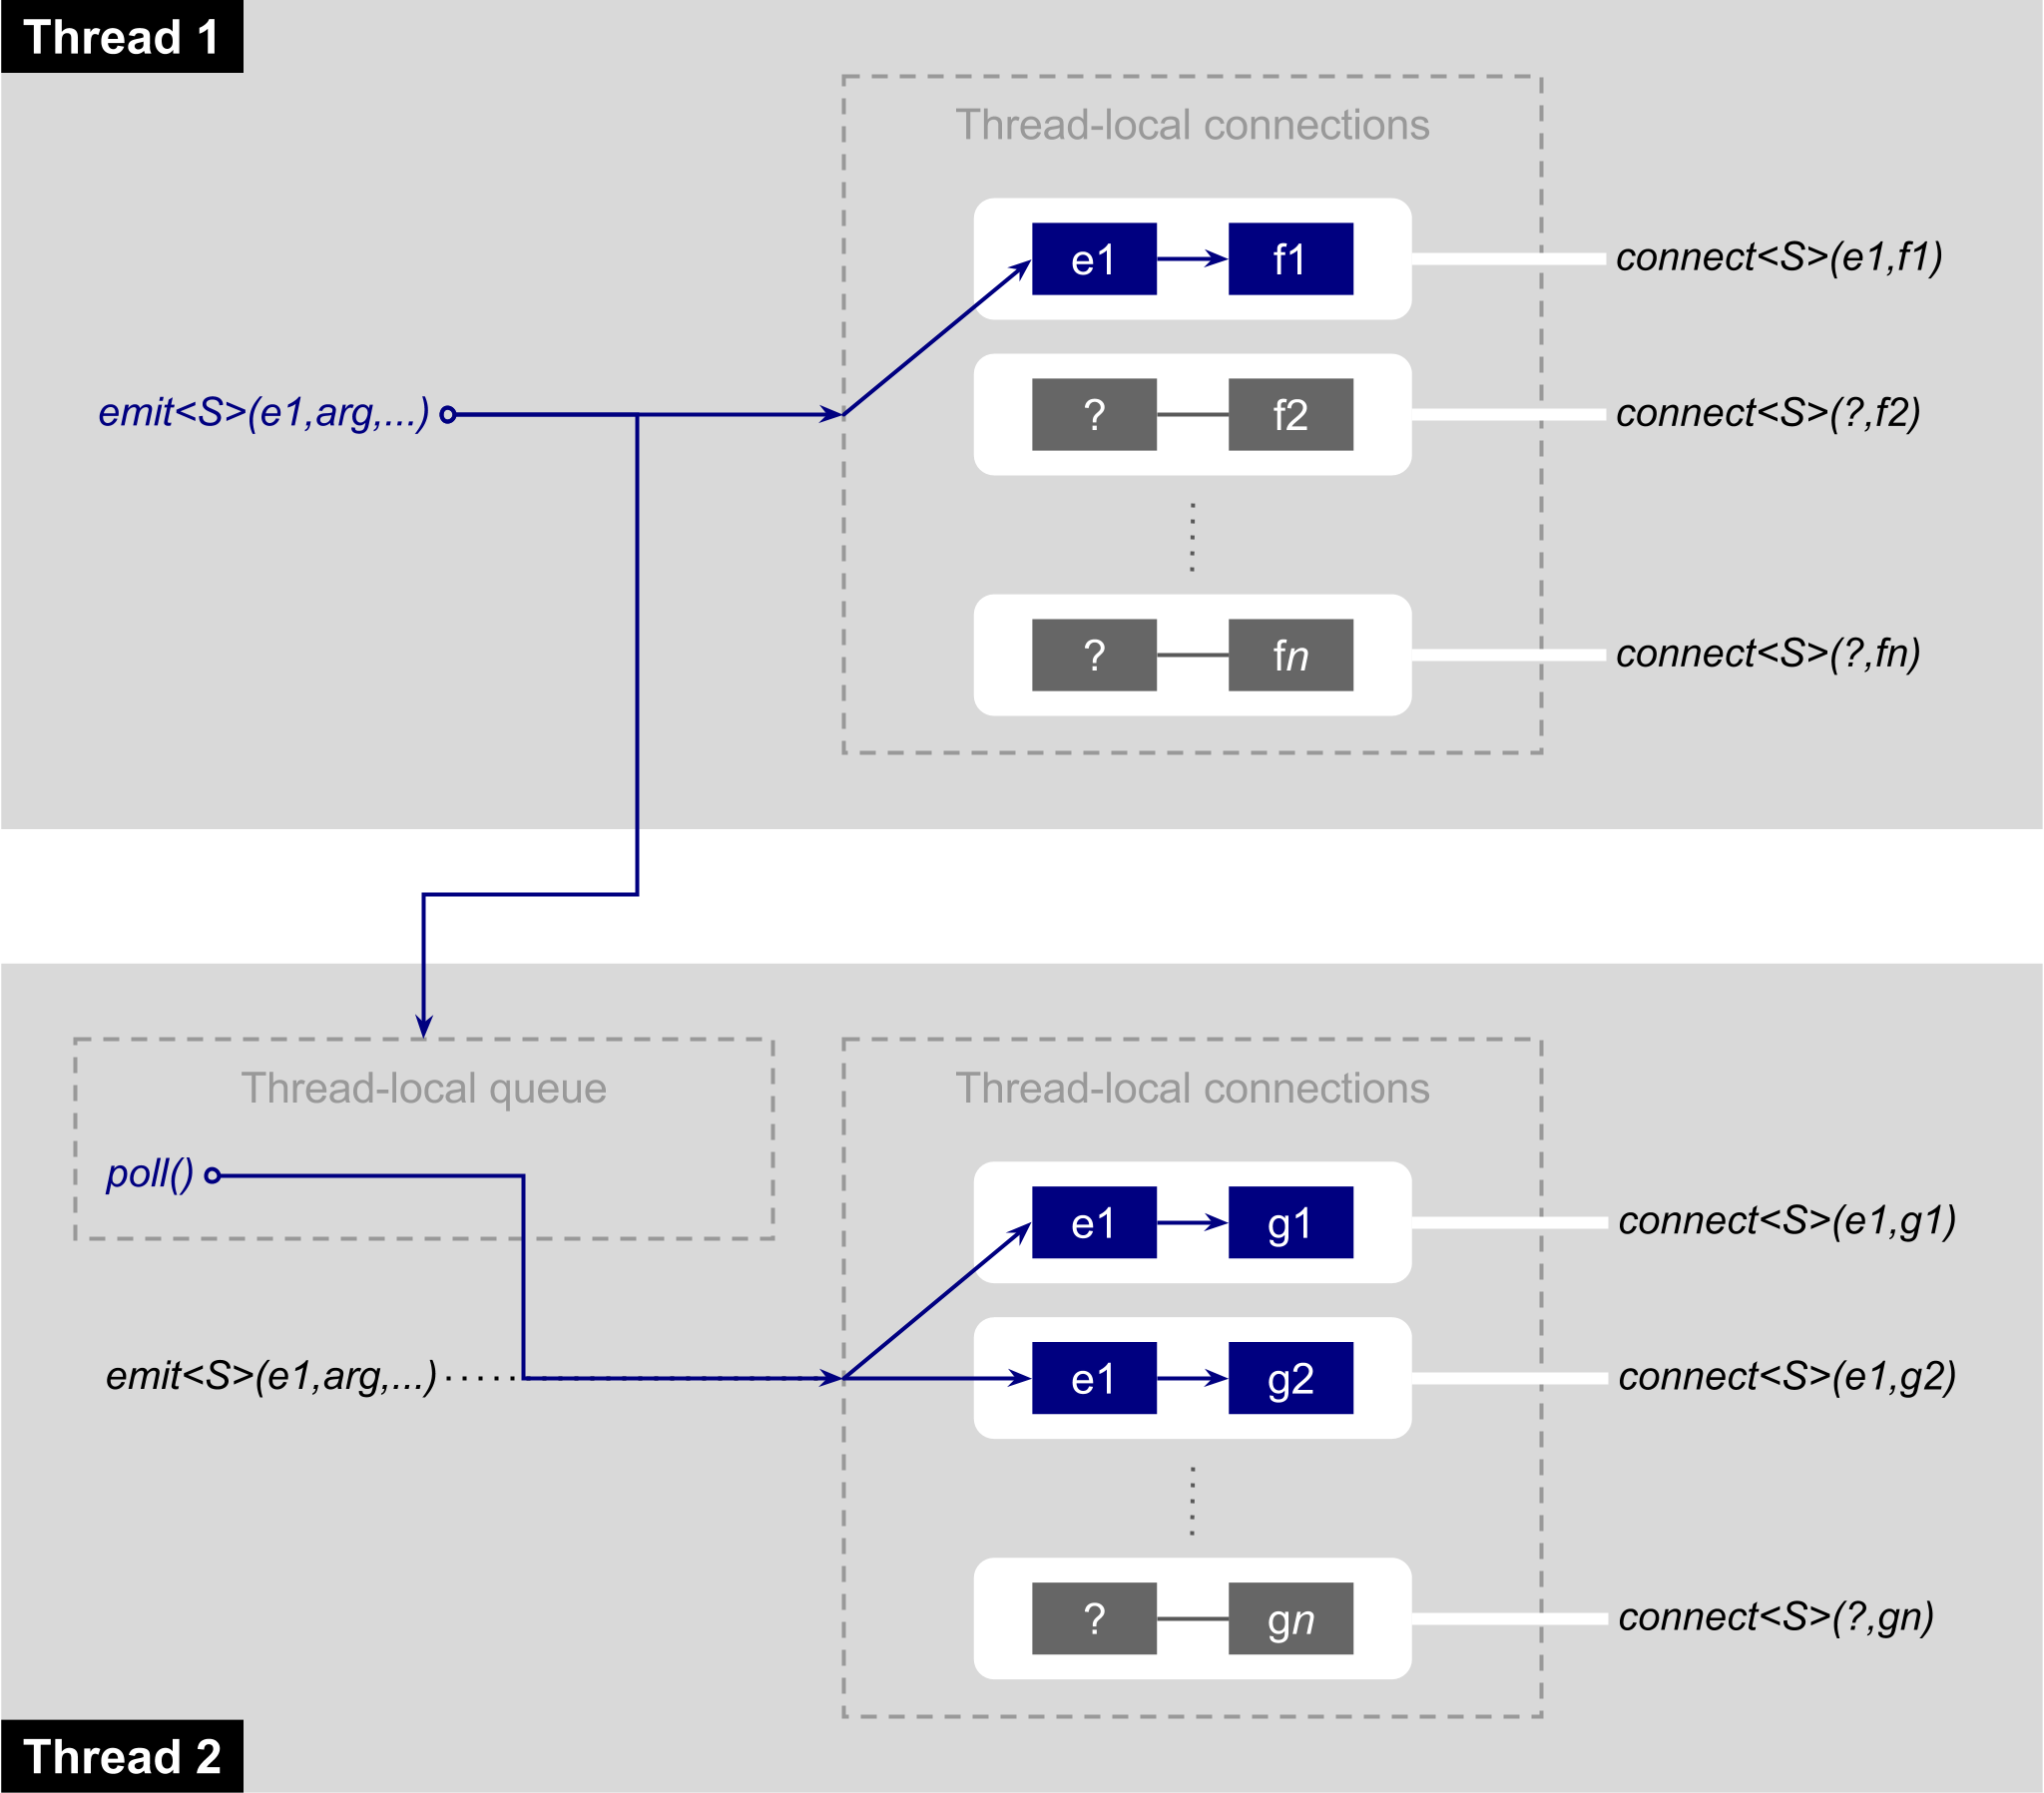 Thread 1
Thread-local connections
e1 f1 connect<S>(e1,f1)
emit<S>(e1,arg,...) ? f2 connect<S>(?,f2)
? fn connect<S>(?,fn)
Thread-local queue Thread-local connections
poll() e1 g1 connect<S>(e1,g1)
emit<S>(e1,arg,...) e1 g2 connect<S>(e1,g2)
? gn connect<S>(?,gn)
Thread 2